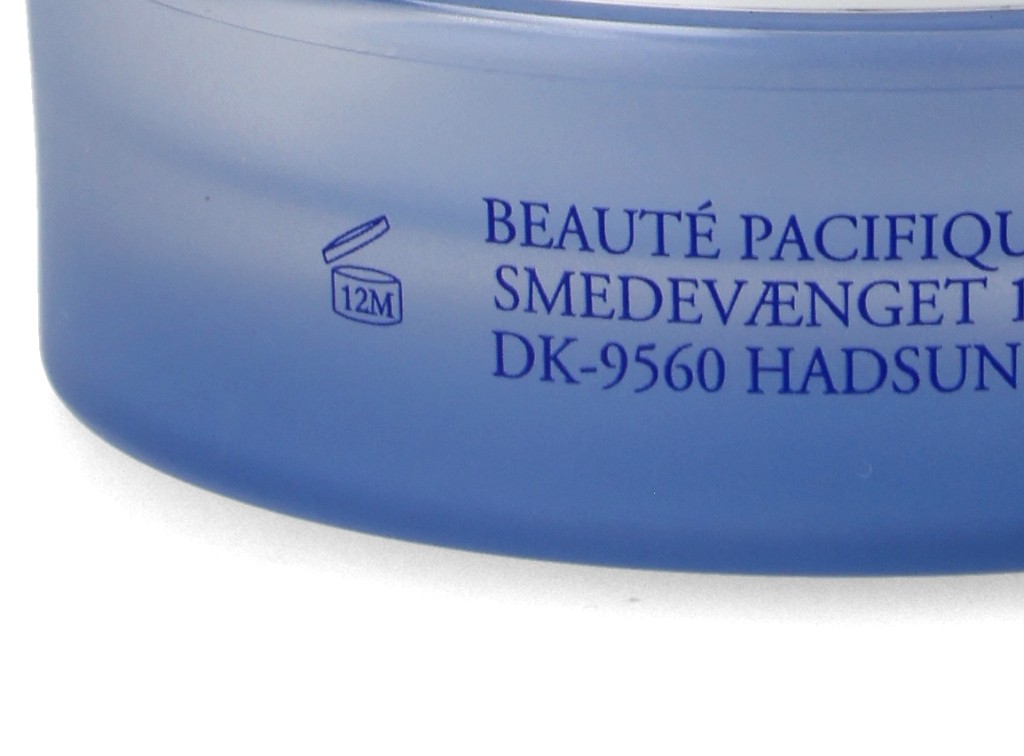 12M
BEAUTÉ PACIFIQU
SMEDEVÆNGET 1
DK-9560 HADSUN